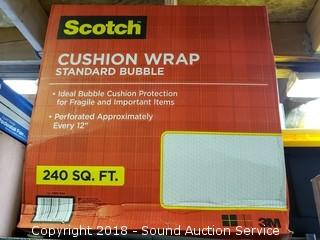 Scotch
CUSHION WRAP
STANDARD BUBBLE
• Ideal Bubble Cushion Protection
for Fragile and Important Items
• Perforated Approximately
Every 12"
240 SQ. FT.
3M
Copyright 2018 - Sound Auction Service